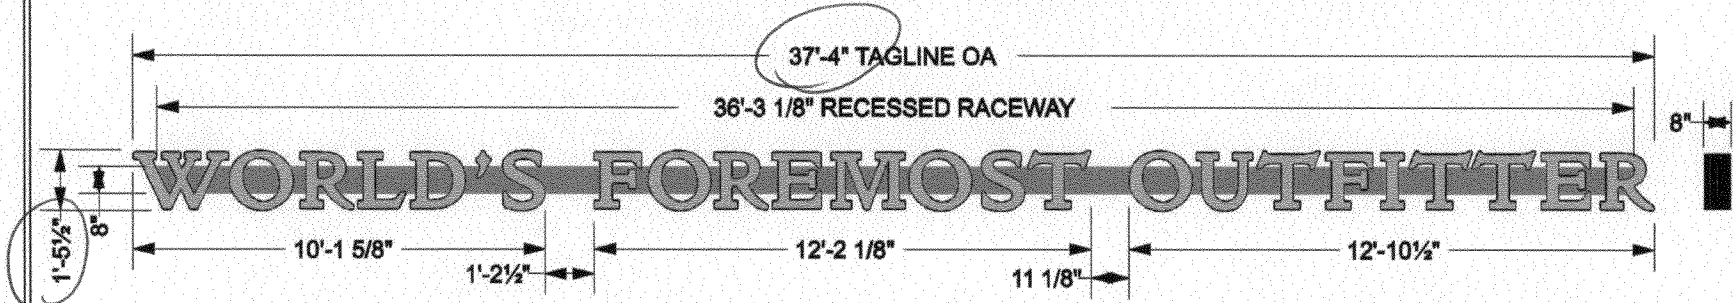 37'-4" TAGLINE OA
36'-3 1/8" RECESSED RACEWAY
8"
WORLD'S FOREMOST OUTFITTER
1'-5½"
8"
10'-1 5/8"
12'-2 1/8"
12'-10½"
1'-2½"
11 1/8"